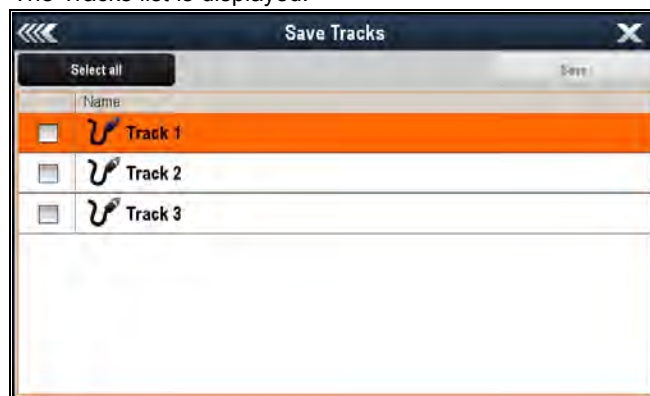 The Tracks list is displayed.
Save Tracks
Select all
Save
Name
Track 1
Track 2
Track 3